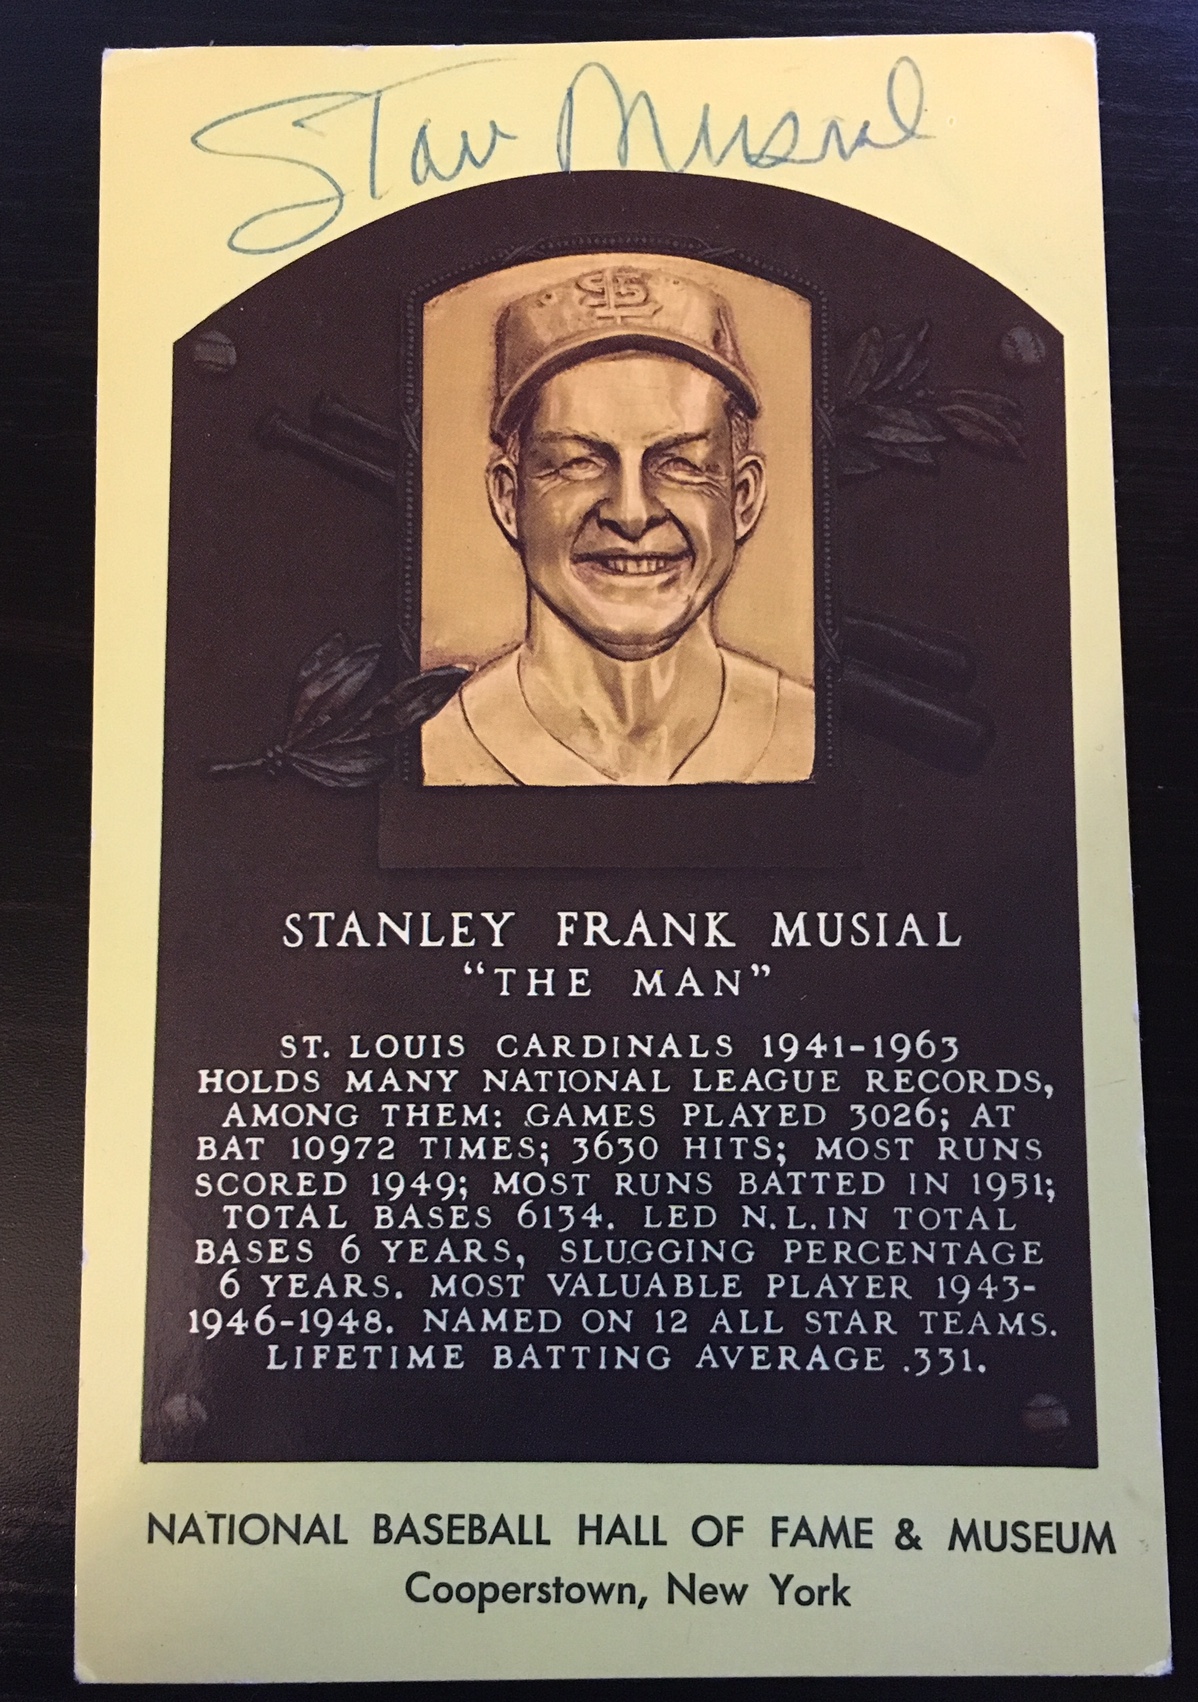 Stan Musial
STL
STANLEY FRANK MUSIAL
“THE MAN”
ST. LOUIS CARDINALS 1941-1963
HOLDS MANY NATIONAL LEAGUE RECORDS,
AMONG THEM: GAMES PLAYED 3026; AT
BAT 10972 TIMES; 3630 HITS; MOST RUNS
SCORED 1949; MOST RUNS BATTED IN 1951;
TOTAL BASES 6134. LED N.L. IN TOTAL
BASES 6 YEARS, SLUGGING PERCENTAGE
6 YEARS. MOST VALUABLE PLAYER 1943-
1946-1948. NAMED ON 12 ALL STAR TEAMS.
LIFETIME BATTING AVERAGE .331.
NATIONAL BASEBALL HALL OF FAME & MUSEUM
Cooperstown, New York